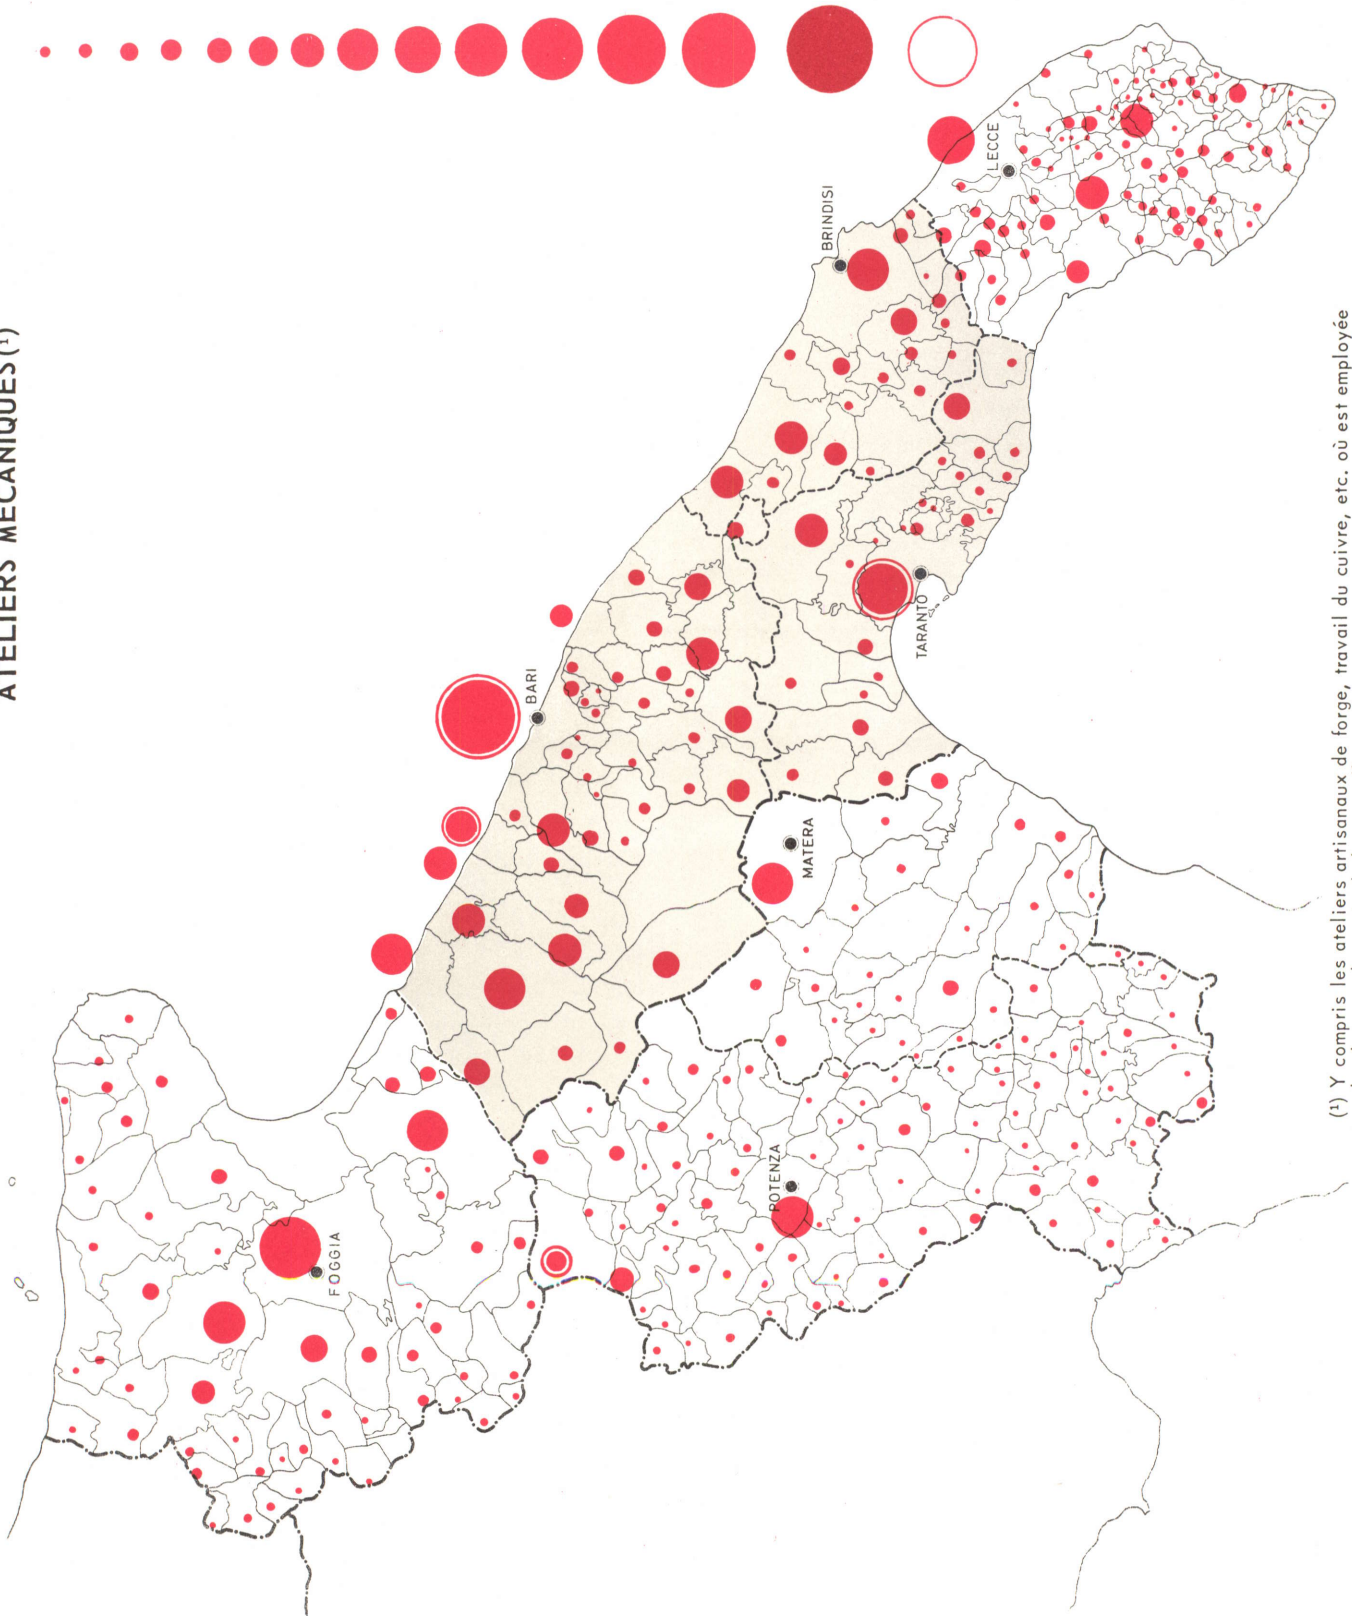 ATELIERS MÉCANIQUES (¹)
LECCE
BRINDISI
TARANTO
BARI
MATERA
POTENZA
FOGGIA
(¹) Y compris les ateliers artisanaux de forge, travail du cuivre, etc. où est employée